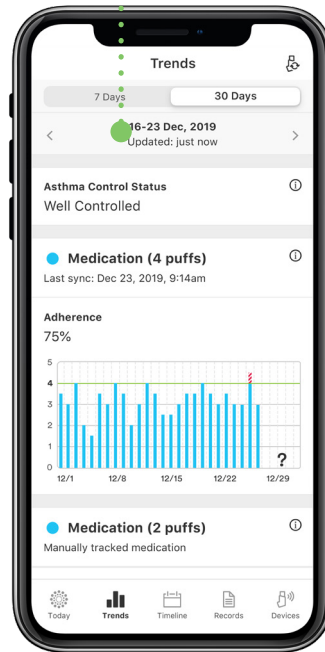 Trends
7 Days
30 Days
16-23 Dec, 2019
Updated: just now
Asthma Control Status
Well Controlled
Medication (4 puffs)
Last sync: Dec 23, 2019, 9:14am
Adherence
75%
5
4
3
2
1
0
?
12/1 12/8 12/15 12/22 12/29
Medication (2 puffs)
Manually tracked medication
Today Trends Timeline Records Devices